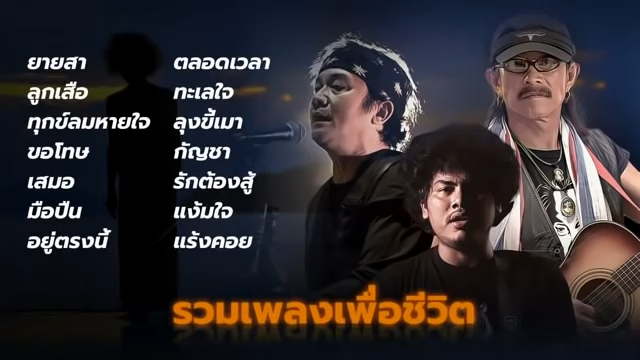 ยายสา
ลูกเสือ
ทุกข์ลมหายใจ
ขอโทษ
เสมอ
มือปืน
อยู่ตรงนี้
ตลอดเวลา
ทะเลใจ
ลุงขี้เมา
กัญชา
รักต้องสู้
แง้มใจ
แร้งคอย
รวมเพลงเพื่อชีวิต